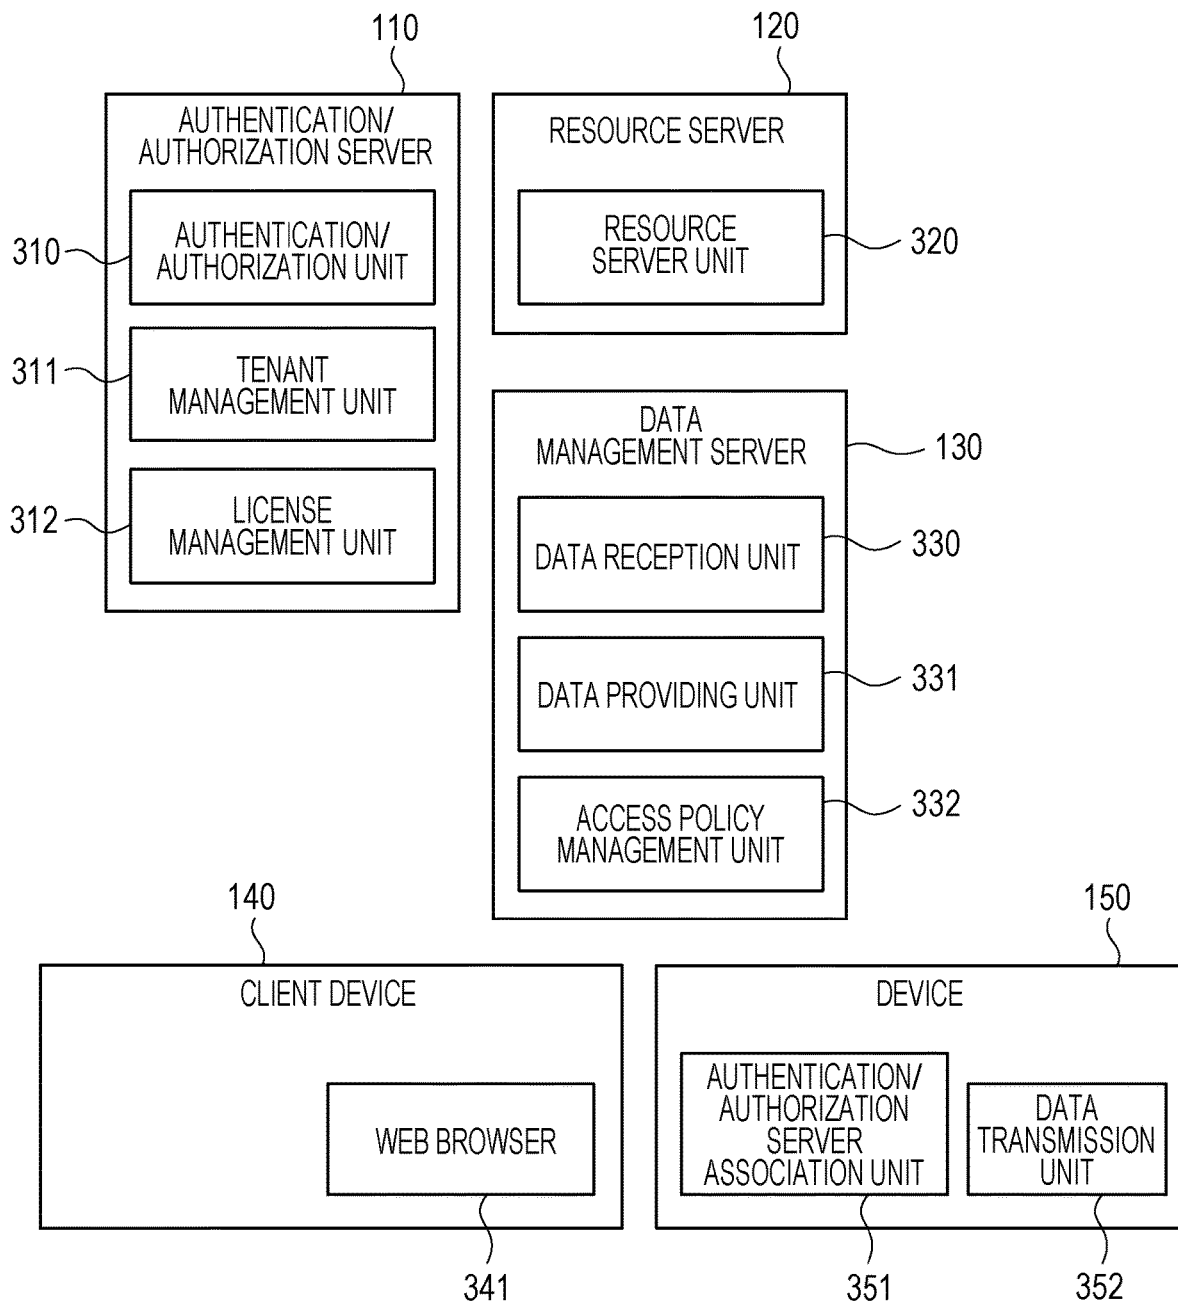 110
AUTHENTICATION/
AUTHORIZATION SERVER
310
AUTHENTICATION/
AUTHORIZATION UNIT
311
TENANT
MANAGEMENT UNIT
312
LICENSE
MANAGEMENT UNIT
120
RESOURCE SERVER
RESOURCE
SERVER UNIT
320
DATA
MANAGEMENT SERVER
130
DATA RECEPTION UNIT
330
DATA PROVIDING UNIT
331
ACCESS POLICY
MANAGEMENT UNIT
332
140
CLIENT DEVICE
WEB BROWSER
341
150
DEVICE
AUTHENTICATION/
AUTHORIZATION
SERVER
ASSOCIATION UNIT
351
DATA
TRANSMISSION
UNIT
352